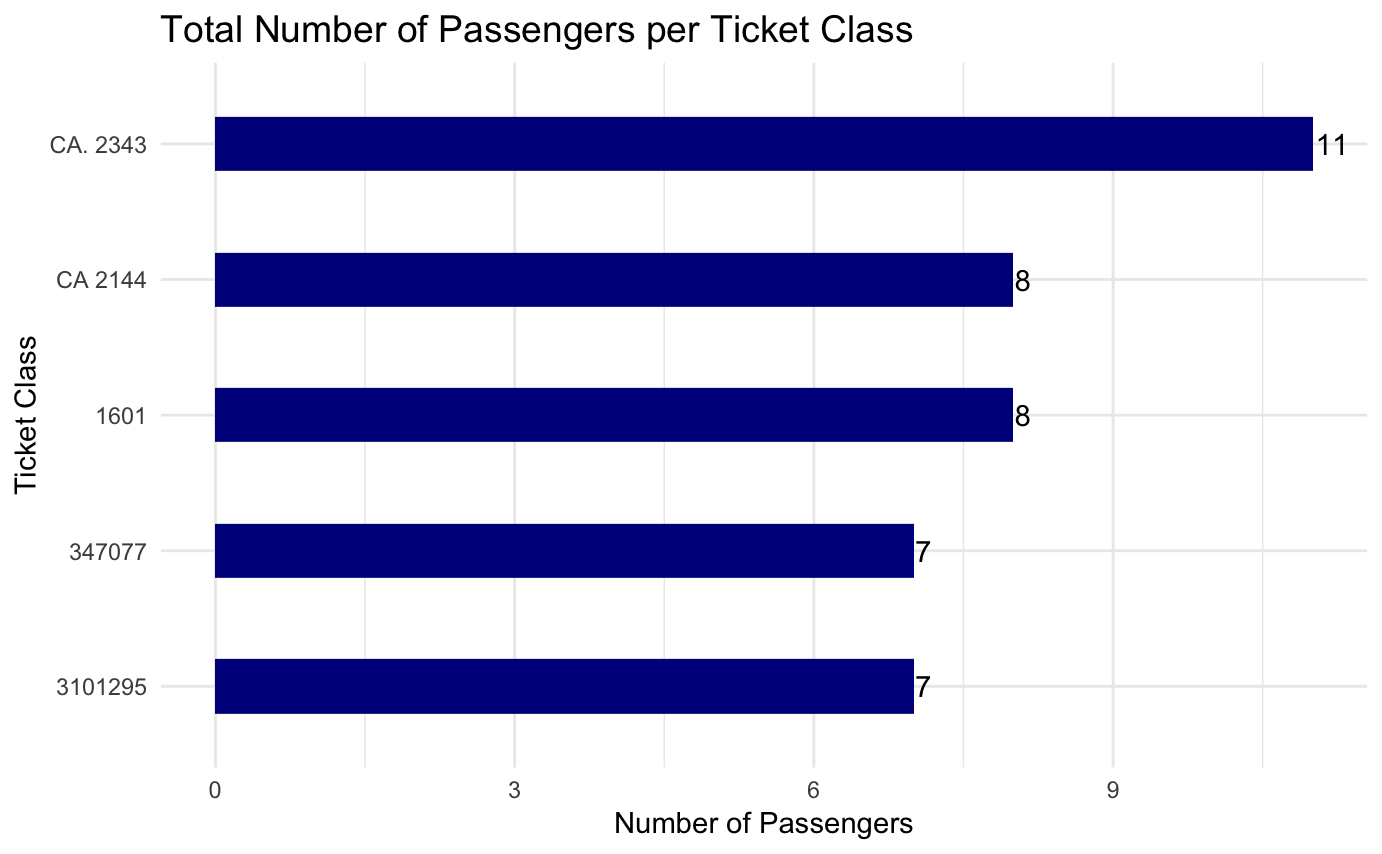 Total Number of Passengers per Ticket Class
CA. 2343
11
CA 2144
8
1601
8
347077
7
3101295
7
Ticket Class
0 3 6 9
Number of Passengers